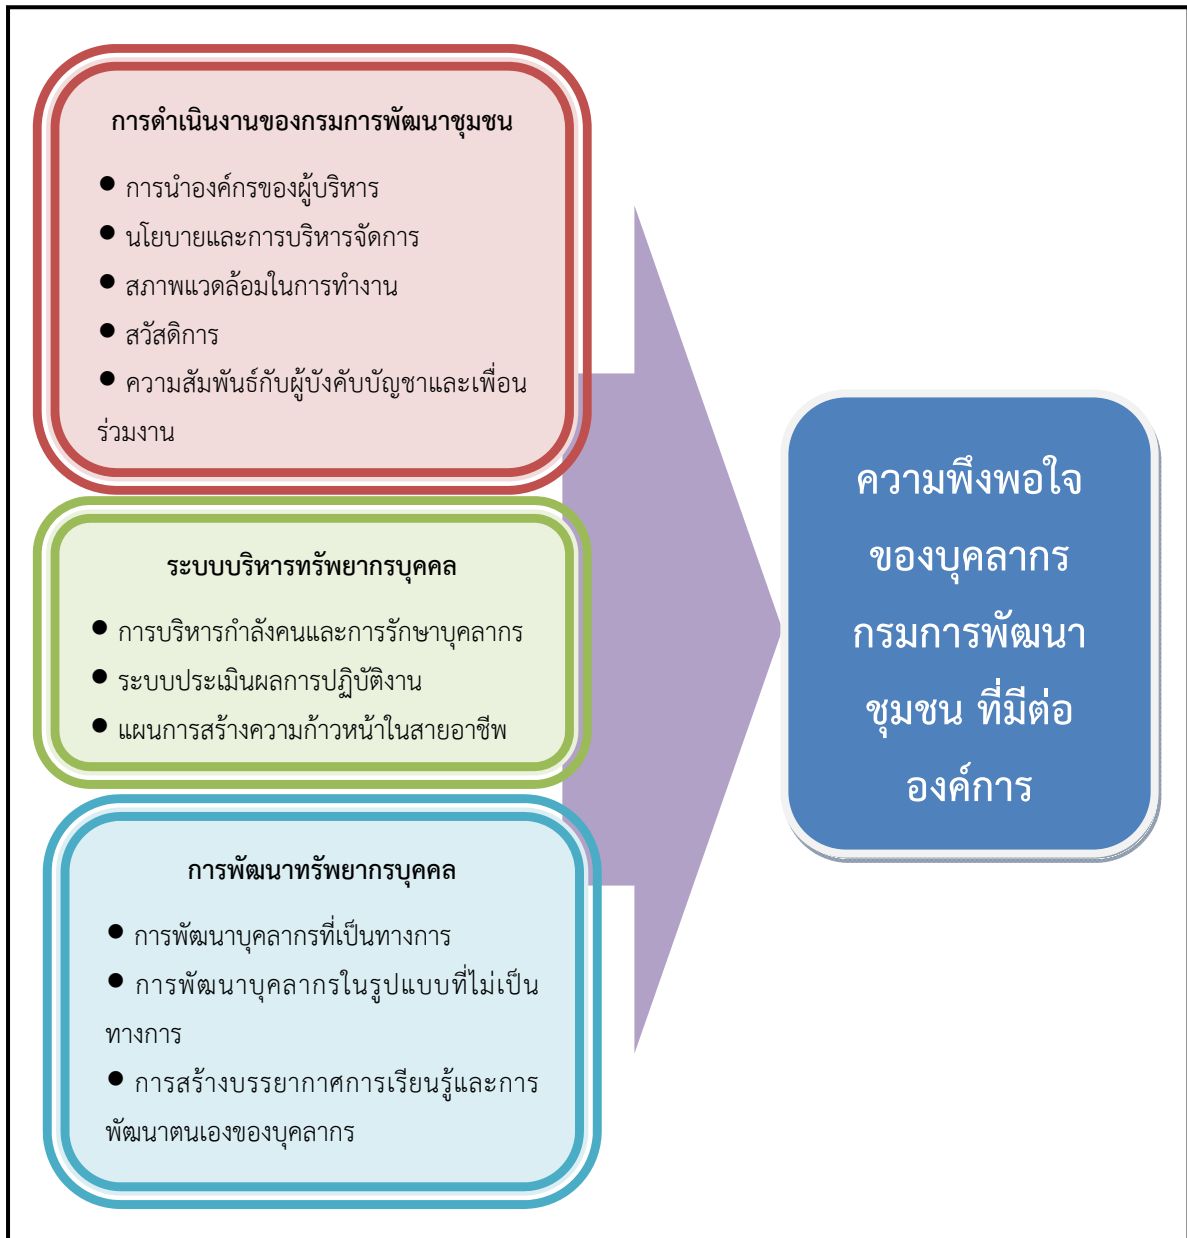 การดำเนินงานของกรมการพัฒนาชุมชน
● การนำองค์กรของผู้บริหาร
● นโยบายและการบริหารจัดการ
● สภาพแวดล้อมในการทำงาน
● สวัสดิการ
● ความสัมพันธ์กับผู้บังคับบัญชาและเพื่อน
ร่วมงาน
ระบบบริหารทรัพยากรบุคคล
● การบริหารกำลังคนและการรักษาบุคลากร
● ระบบประเมินผลการปฏิบัติงาน
● แผนการสร้างความก้าวหน้าในสายอาชีพ
การพัฒนาทรัพยากรบุคคล
● การพัฒนาบุคลากรที่เป็นทางการ
● การพัฒนาบุคลากรในรูปแบบที่ไม่เป็น
ทางการ
● การสร้างบรรยากาศการเรียนรู้และการ
พัฒนาตนเองของบุคลากร
ความพึงพอใจ
ของบุคลากร
กรมการพัฒนา
ชุมชน ที่มีต่อ
องค์การ